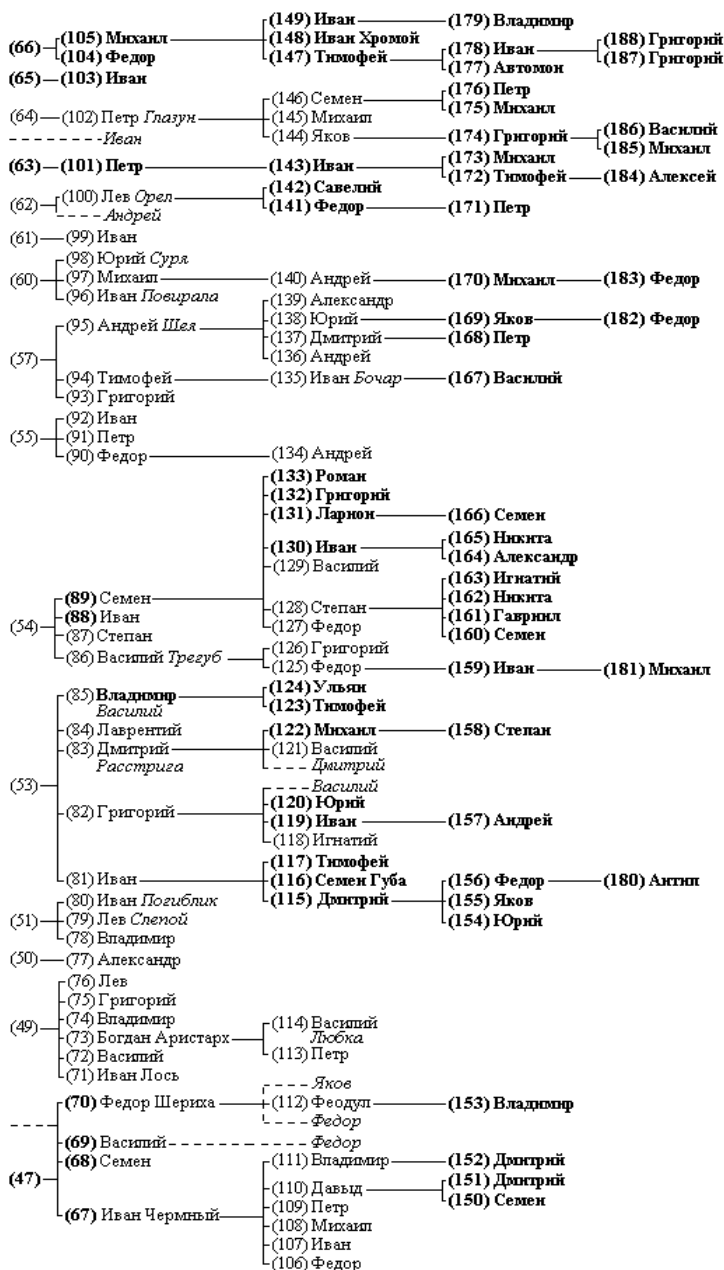 (149) Иван (179) Владимир
(66) (105) Михаил (148) Иван Хромой (178) Иван (188) Григорий
(104) Федор (147) Тимофей (177) Автомон (187) Григорий
(65) (103) Иван
(176) Петр
(146) Семен (175) Михаил
(64) (102) Петр Глазун (145) Михаил (186) Василий
Иван (144) Яков (174) Григорий (185) Михаил
(63) (101) Петр (143) Иван (173) Михаил
(172) Тимофей (184) Алексей
(62) (100) Лев Орел (142) Савелий
Андрей (141) Федор (171) Петр
(61) (99) Иван
(98) Юрий Суря
(60) (97) Михаил (140) Андрей (170) Михаил (183) Федор
(96) Иван Повирала (139) Александр
(95) Андрей Шея (138) Юрий (169) Яков (182) Федор
(137) Дмитрий (168) Петр
(57) (136) Андрей
(94) Тимофей (135) Иван Бочар (167) Василий
(93) Григорий
(92) Иван
(55) (91) Петр
(90) Федор (134) Андрей
(133) Роман
(132) Григорий
(131) Ларион (166) Семен
(130) Иван (165) Никита
(129) Василий (164) Александр
(163) Игнатий
(89) Семен (128) Степан (162) Никита
(54) (88) Иван (127) Федор (161) Гавриил
(87) Степан (126) Григорий (160) Семен
(86) Василий Трегуб (125) Федор (159) Иван (181) Михаил
(85) Владимир (124) Ульян
Василий (123) Тимофей
(84) Лаврентий (122) Михаил (158) Степан
(83) Дмитрий (121) Василий
Расстрига Дмитрий
(53) Василий
(82) Григорий (120) Юрий
(119) Иван (157) Андрей
(118) Игнатий
(117) Тимофей
(81) Иван (116) Семен Губа (156) Федор (180) Антип
(80) Иван Погиблик (115) Дмитрий (155) Яков
(51) (79) Лев Слепой (154) Юрий
(78) Владимир
(50) (77) Александр
(76) Лев
(75) Григорий
(49) (74) Владимир (114) Василий
(73) Богдан Аристарх Любка
(72) Василий (113) Петр
(71) Иван Лось
Яков
(70) Федор Шериха (112) Феодул (153) Владимир
Федор
(69) Василий Федор
(68) Семен (111) Владимир (152) Дмитрий
(47) (110) Давыд (151) Дмитрий
(109) Петр (150) Семен
(67) Иван Чермный (108) Михаил
(107) Иван
(106) Федор